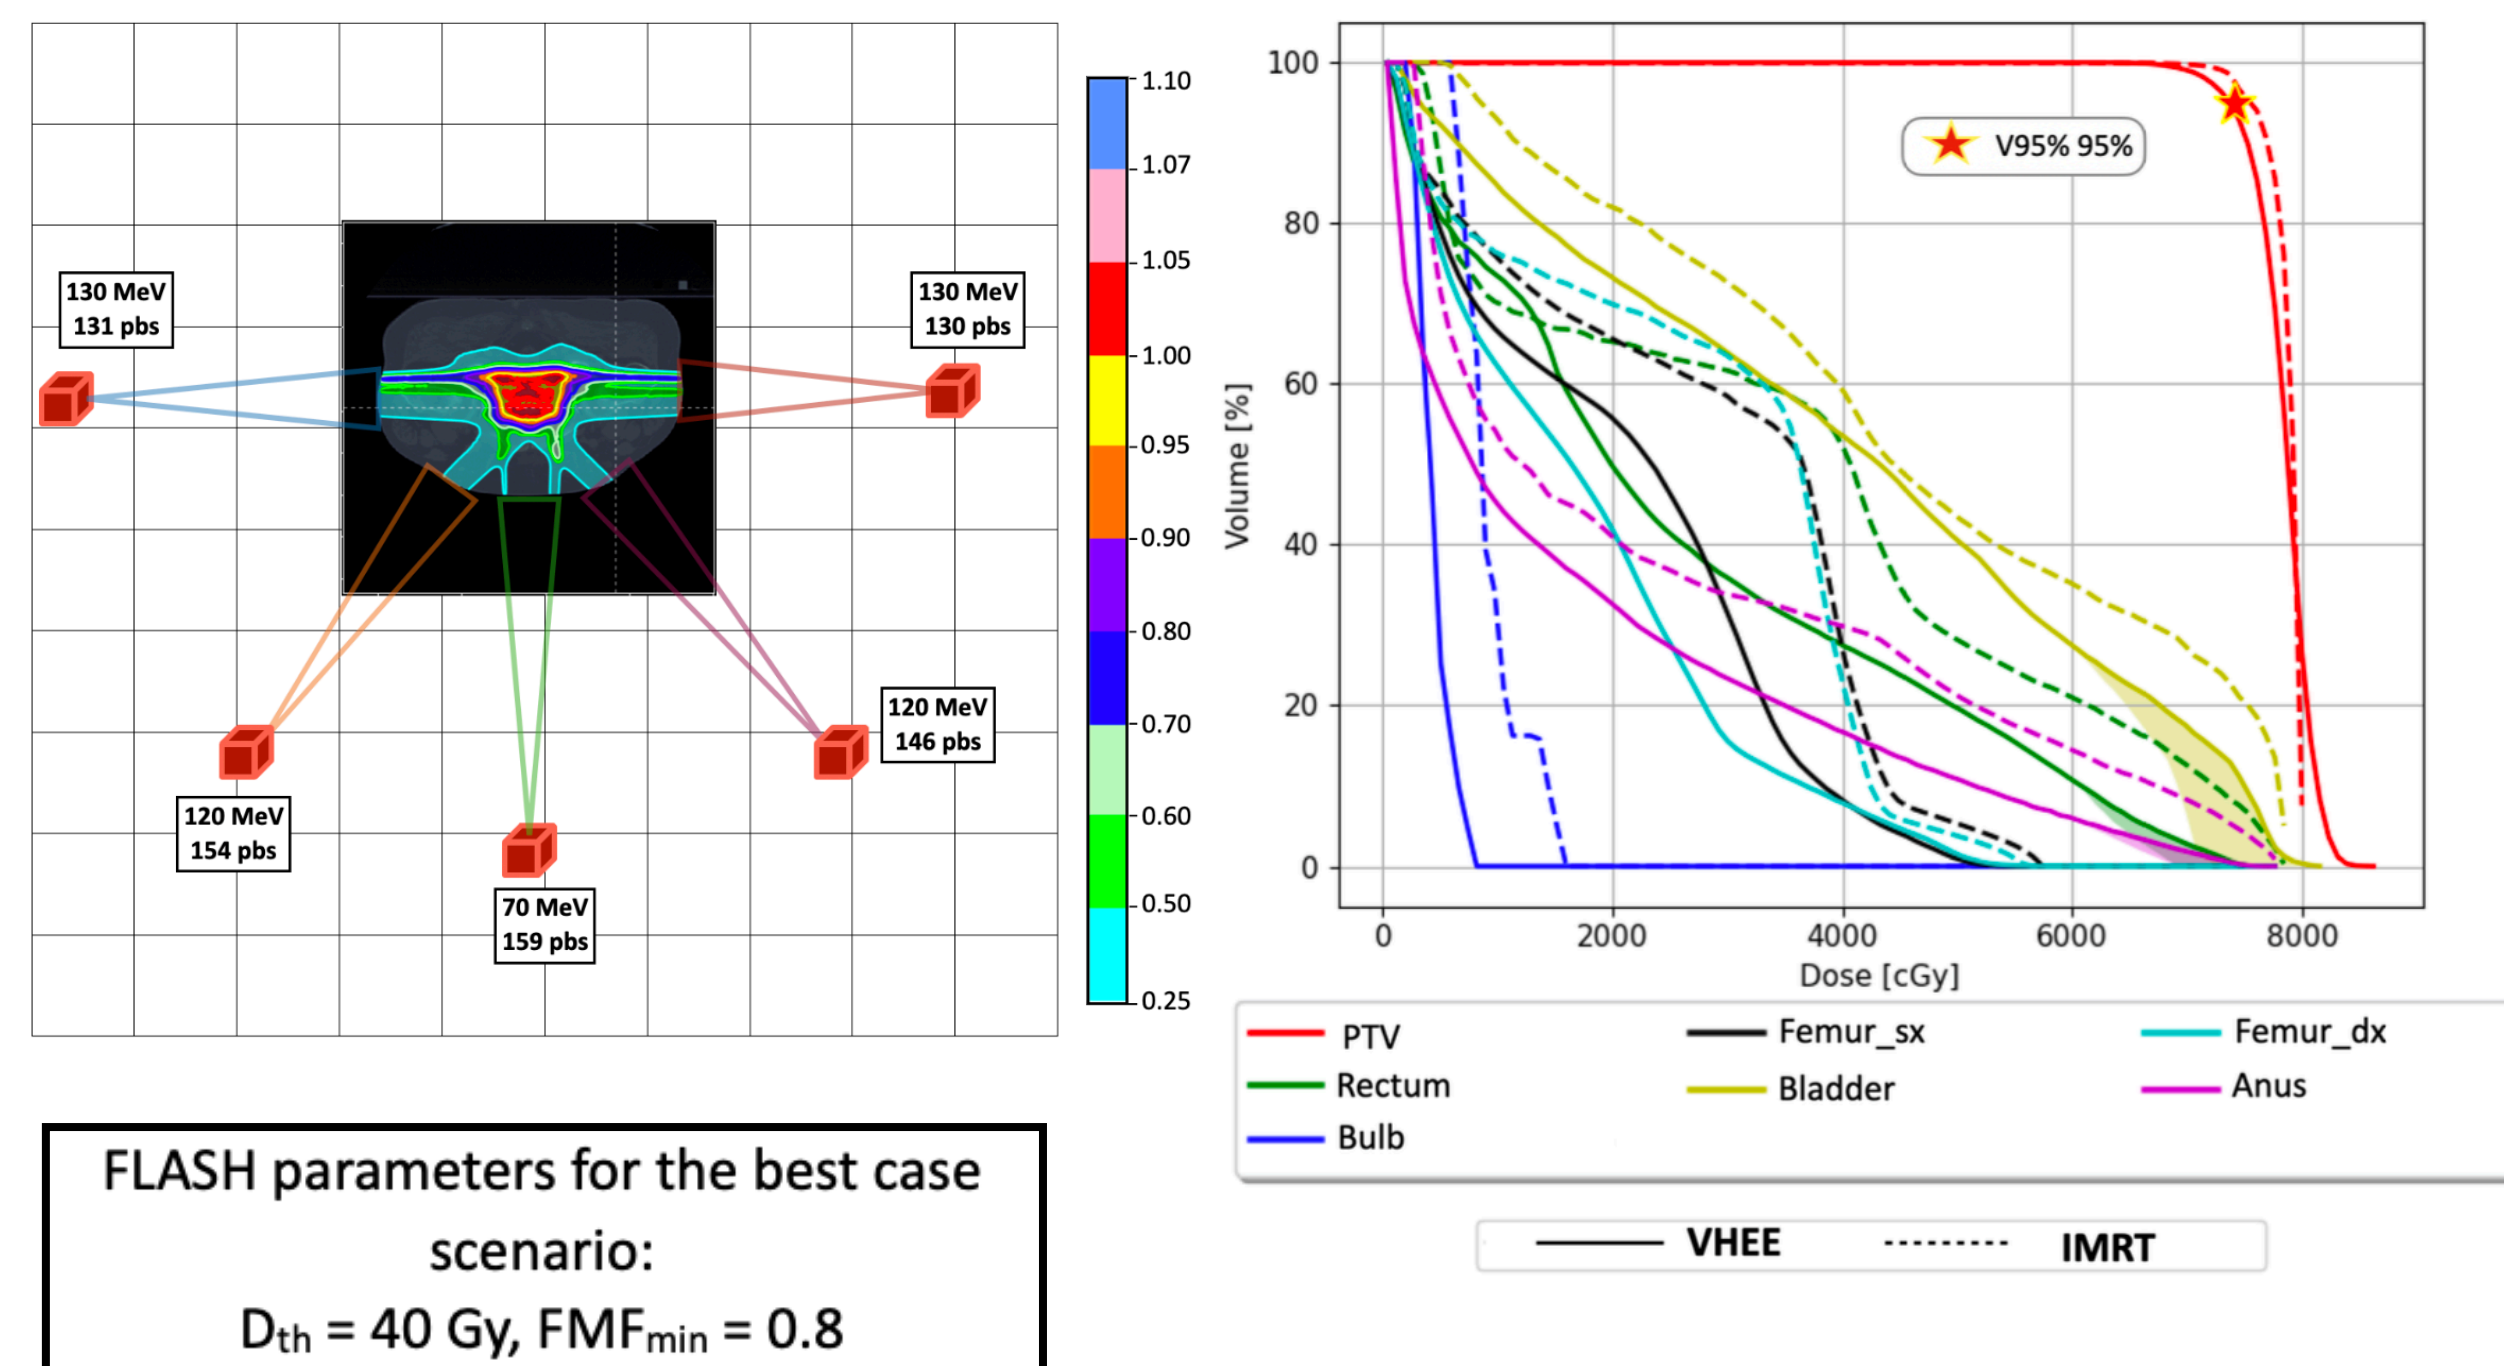 130 MeV
131 pbs
130 MeV
130 pbs
120 MeV
146 pbs
120 MeV
154 pbs
70 MeV
159 pbs
1.10
1.07
1.05
1.00
0.95
0.90
0.80
0.70
0.60
0.50
0.25
FLASH parameters for the best case
scenario:
Dth = 40 Gy, FMFmin = 0.8
Volume [%]
100
80
60
40
20
0
V95% 95%
0 2000 4000 6000 8000
Dose [cGy]
PTV Femur_sx Femur_dx
Rectum Bladder Anus
Bulb
VHEE IMRT